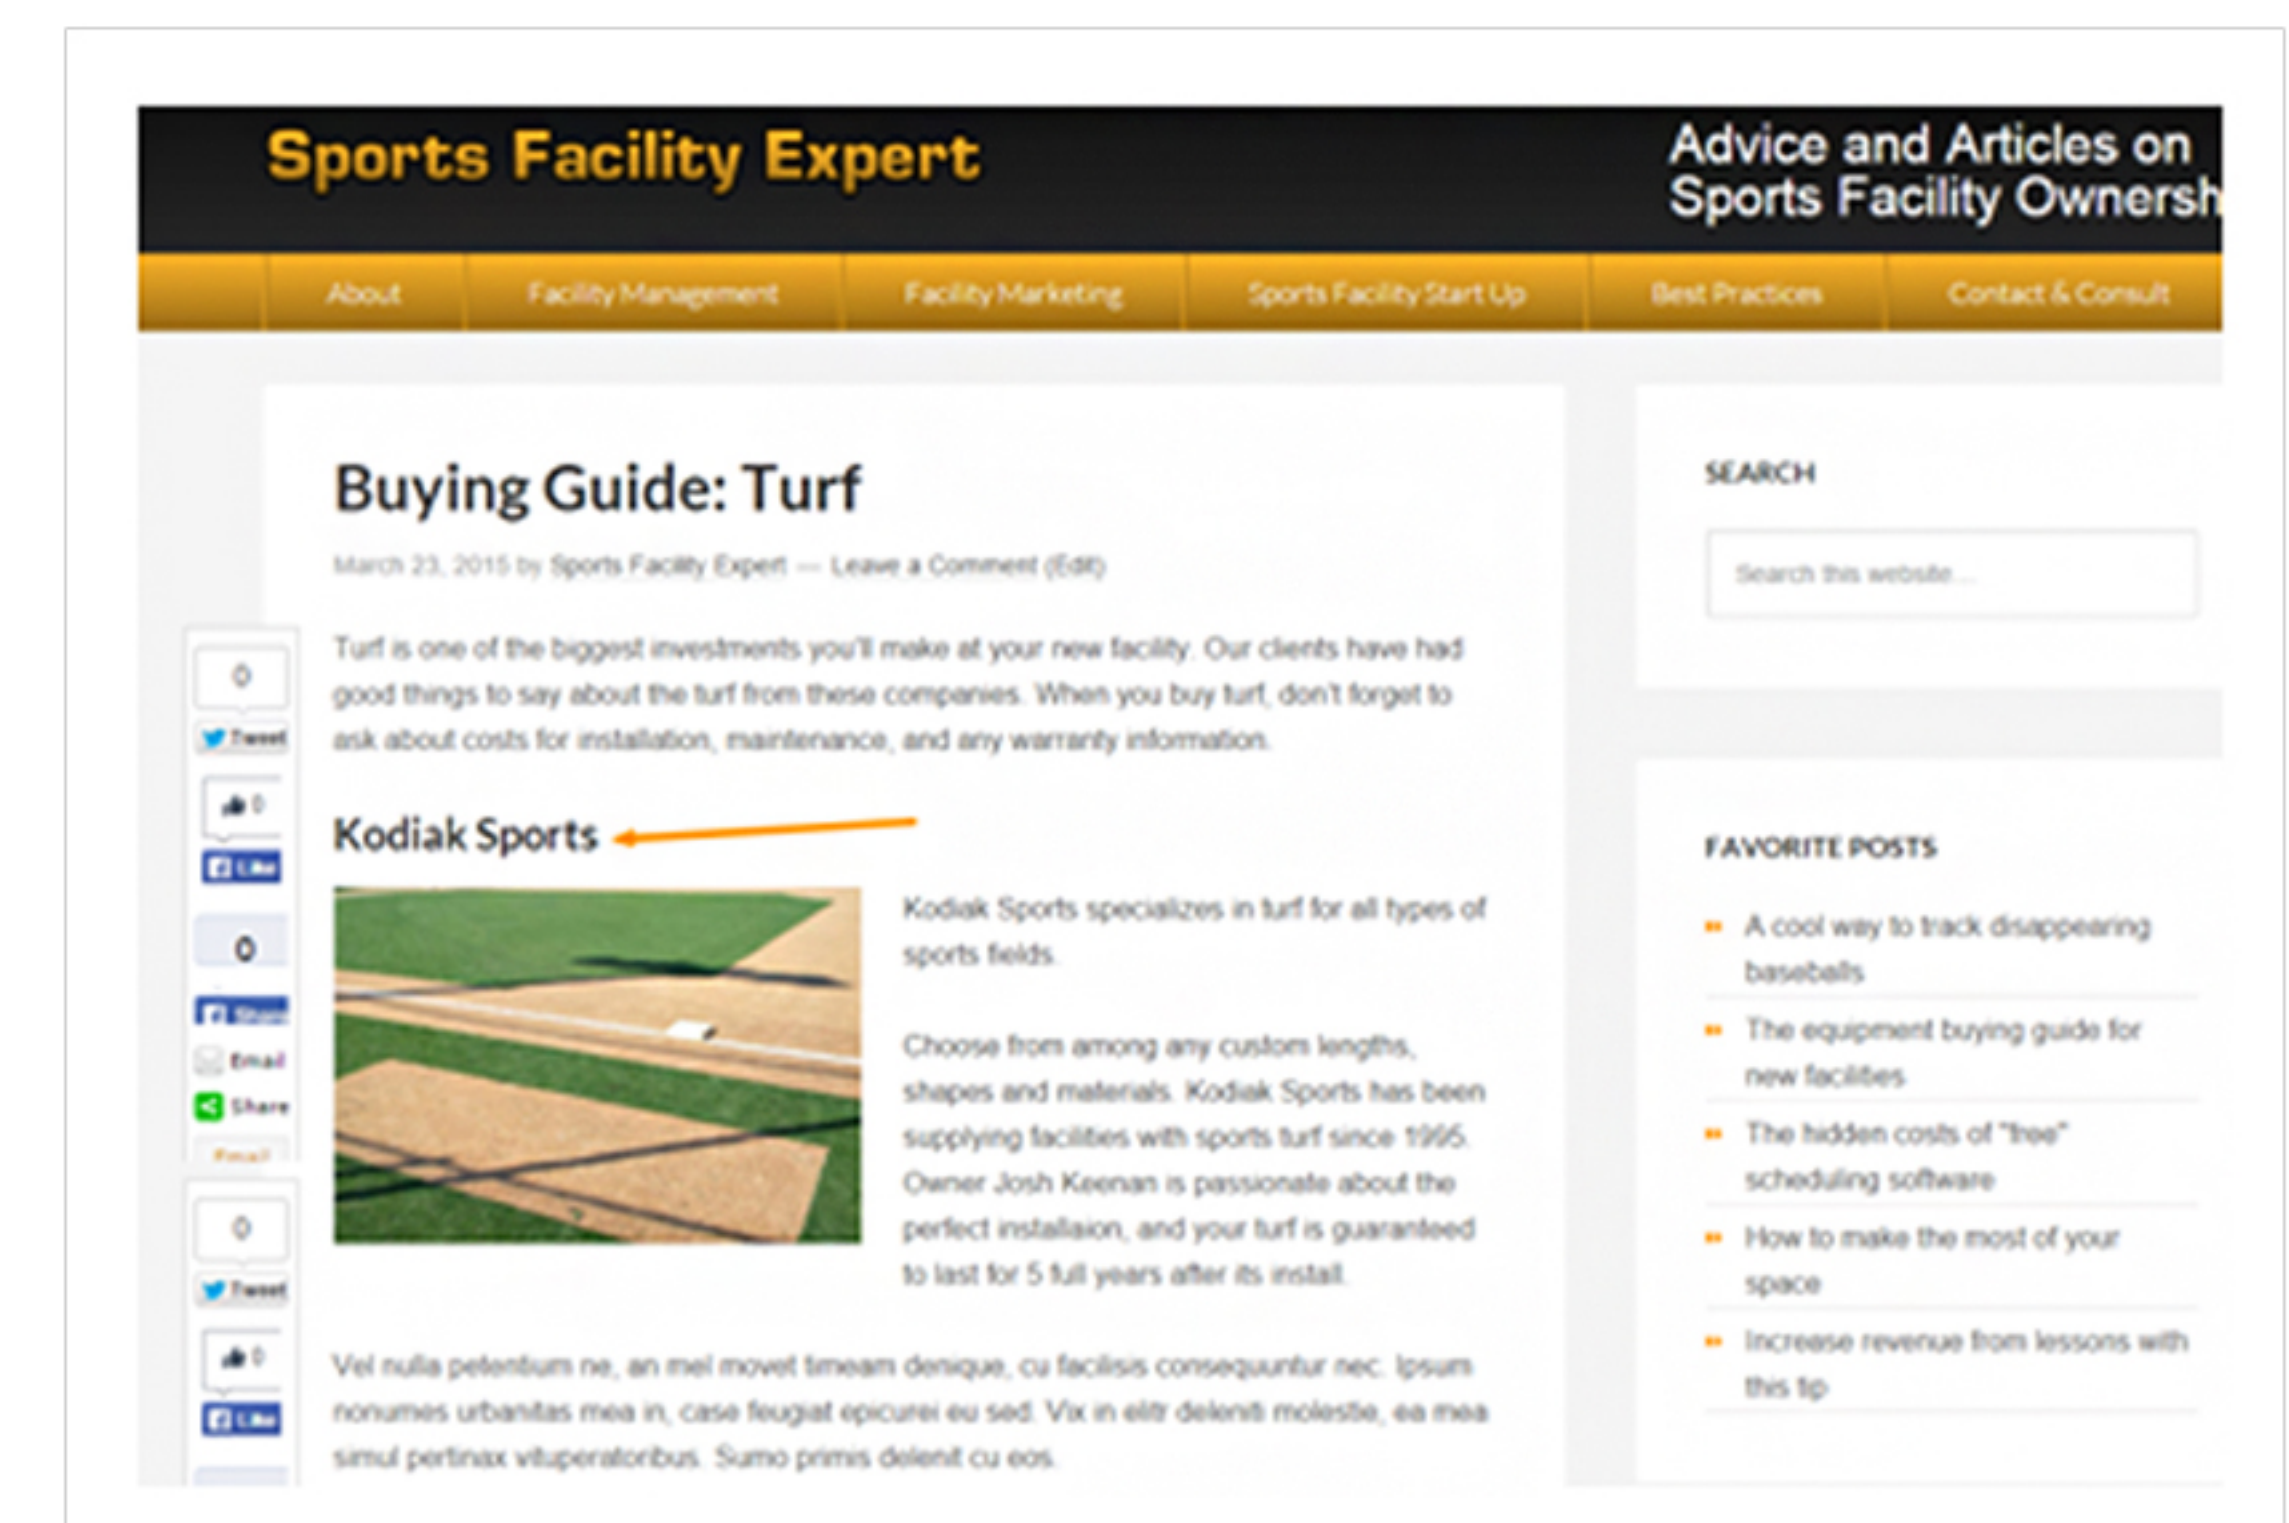 Sports Facility Expert
Advice and Articles on
Sports Facility Ownersh
About
Facility Management
Facility Marketing
Sports Facility Start Up
Best Practices
Contact & Consult
Buying Guide: Turf
March 23, 2015 by Sports Facility Expert — Leave a Comment (Edit)
Turf is one of the biggest investments you'll make at your new facility. Our clients have had
good things to say about the turf from these companies. When you buy turf, don't forget to
ask about costs for installation, maintenance, and any warranty information.
Kodiak Sports
Kodiak Sports specializes in turf for all types of
sports fields.
Choose from among any custom lengths,
shapes and materials. Kodiak Sports has been
supplying facilities with sports turf since 1995.
Owner Josh Keenan is passionate about the
perfect installaion, and your turf is guaranteed
to last for 5 full years after its install.
Vel nulla petentium ne, an mel movet timeam denique, cu facilisis consequuntur nec. Ipsum
nonumes urbanitas mea in, case feugiat epicurei eu sed. Vix in elitr deleniti molestie, ea mea
simul pertinax vituperatoribus. Sumo primis delenit cu eos.
0
Tweet
0
Like
0
Share
Email
Share
Email
0
Tweet
0
Like
SEARCH
Search this website...
FAVORITE POSTS
A cool way to track disappearing
baseballs
The equipment buying guide for
new facilities
The hidden costs of "free"
scheduling software
How to make the most of your
space
Increase revenue from lessons with
this tip